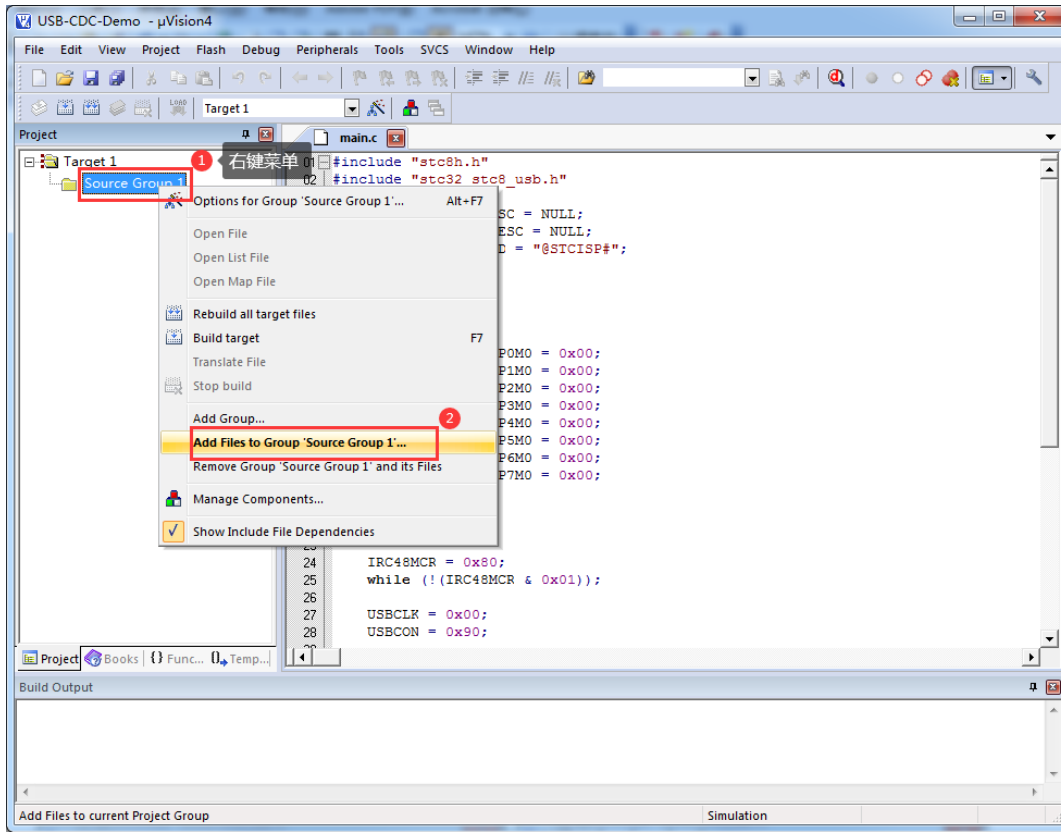 USB-CDC-Demo - µVision4
File Edit View Project Flash Debug Peripherals Tools SVCS Window Help
LOAD Target 1
Project
main.c
Target 1
1 右键菜单
Source Group 1
01 #include "stc8h.h"
02 #include "stc32_stc8_usb.h"
Options for Group 'Source Group 1'... Alt+F7
SC = NULL;
ESC = NULL;
D = "@STCISP#";
Open File
Open List File
Open Map File
Rebuild all target files
Build target F7
Translate File
Stop build
P0M0 = 0x00;
P1M0 = 0x00;
P2M0 = 0x00;
P3M0 = 0x00;
P4M0 = 0x00;
P5M0 = 0x00;
P6M0 = 0x00;
P7M0 = 0x00;
Add Group...
2
Add Files to Group 'Source Group 1'...
Remove Group 'Source Group 1' and its Files
Manage Components...
Show Include File Dependencies
23
24 IRC48MCR = 0x80;
25 while (!(IRC48MCR & 0x01));
26
27 USBCLK = 0x00;
28 USBCON = 0x90;
Project Books {} Func... Temp...
Build Output
Add Files to current Project Group
Simulation